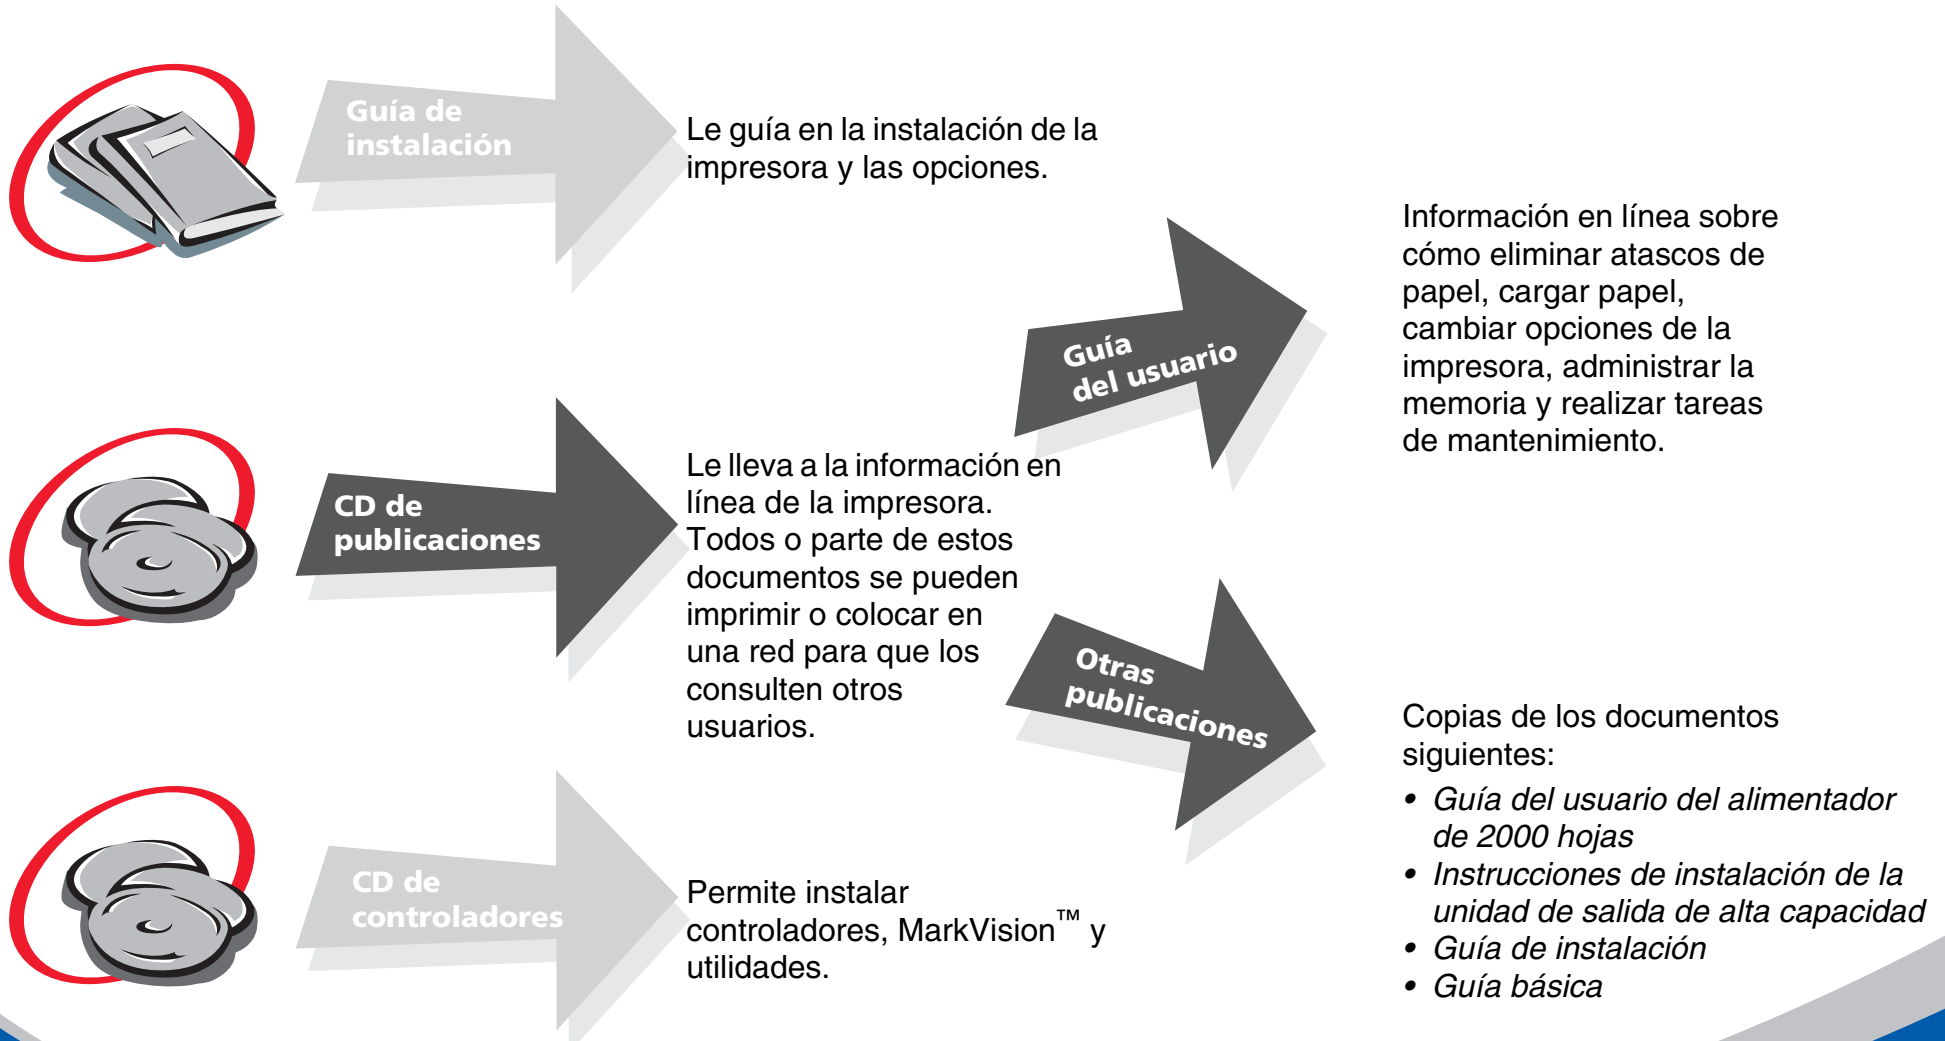 Guía de
instalación
Le guía en la instalación de la
impresora y las opciones.
CD de
publicaciones
Le lleva a la información en
línea de la impresora.
Todos o parte de estos
documentos se pueden
imprimir o colocar en
una red para que los
consulten otros
usuarios.
Guía
del usuario
Información en línea sobre
cómo eliminar atascos de
papel, cargar papel,
cambiar opciones de la
impresora, administrar la
memoria y realizar tareas
de mantenimiento.
Otras
publicaciones
Copias de los documentos
siguientes:
• Guía del usuario del alimentador
de 2000 hojas
• Instrucciones de instalación de la
unidad de salida de alta capacidad
• Guía de instalación
• Guía básica
CD de
controladores
Permite instalar
controladores, MarkVision™ y
utilidades.